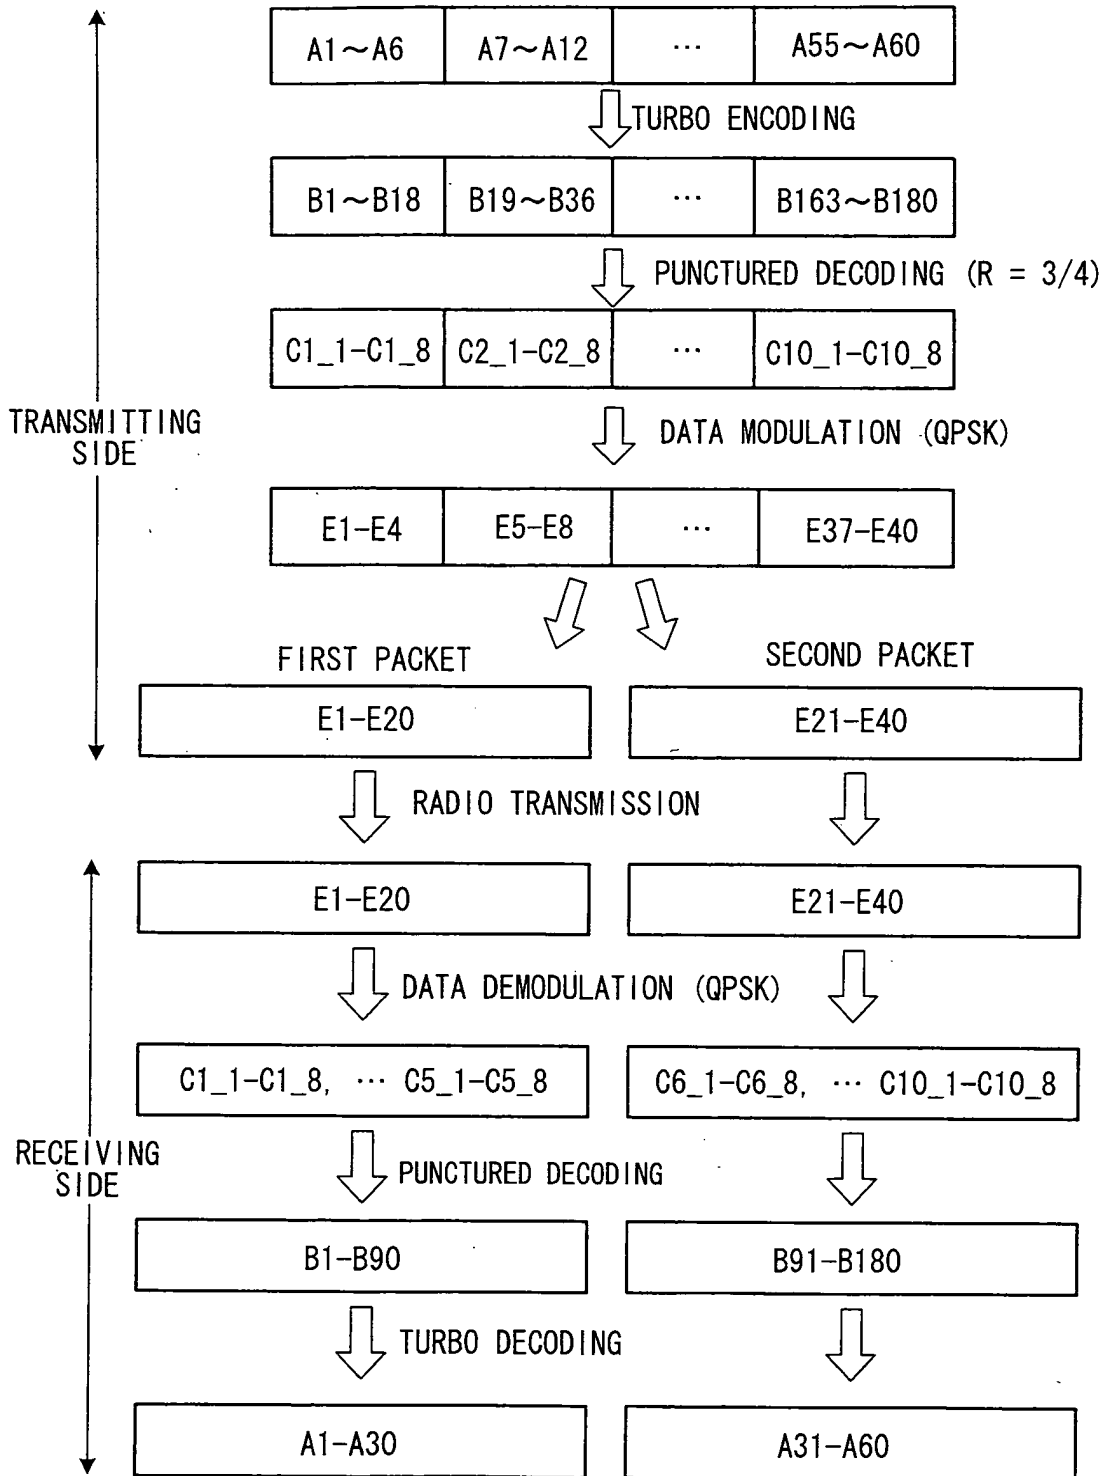 A1～A6 A7～A12 ⋯ A55～A60
TURBO ENCODING
B1～B18 B19～B36 ⋯ B163～B180
PUNCTURED DECODING (R = 3/4)
C1_1-C1_8 C2_1-C2_8 ⋯ C10_1-C10_8
TRANSMITTING
SIDE
DATA MODULATION (QPSK)
E1-E4 E5-E8 ⋯ E37-E40
FIRST PACKET SECOND PACKET
E1-E20 E21-E40
RADIO TRANSMISSION
E1-E20 E21-E40
DATA DEMODULATION (QPSK)
C1_1-C1_8, ⋯ C5_1-C5_8 C6_1-C6_8, ⋯ C10_1-C10_8
RECEIVING
SIDE
PUNCTURED DECODING
B1-B90 B91-B180
TURBO DECODING
A1-A30 A31-A60